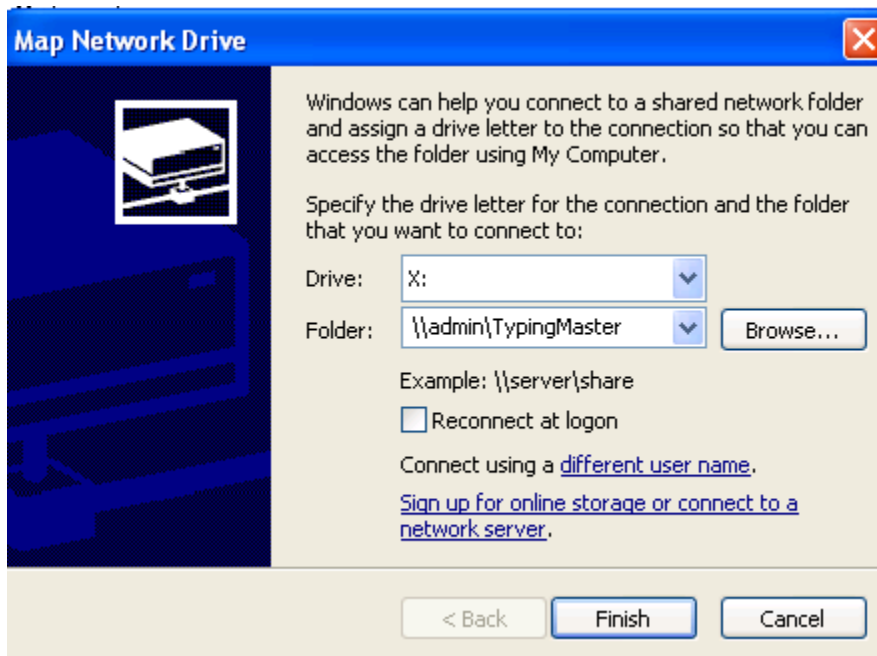 Map Network Drive
Windows can help you connect to a shared network folder
and assign a drive letter to the connection so that you can
access the folder using My Computer.
Specify the drive letter for the connection and the folder
that you want to connect to:
Drive: X:
Folder: \\admin\TypingMaster Browse...
Example: \\server\share
Reconnect at logon
Connect using a different user name.
Sign up for online storage or connect to a
network server.
< Back Finish Cancel